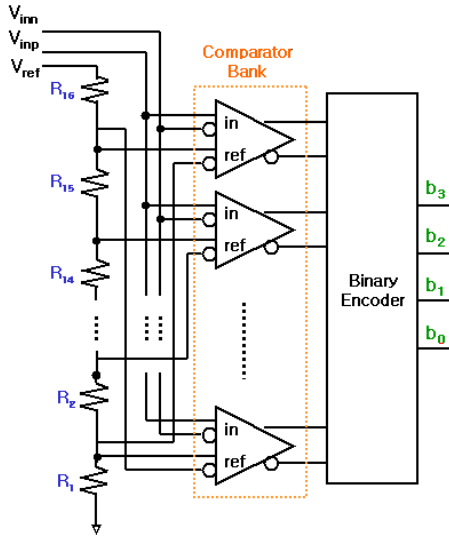 Vinn
Vinp
Vref
Comparator
Bank
R16
in
ref
R15
in
ref
b3
R14
b2
Binary
Encoder
b1
b0
R2
in
ref
R1